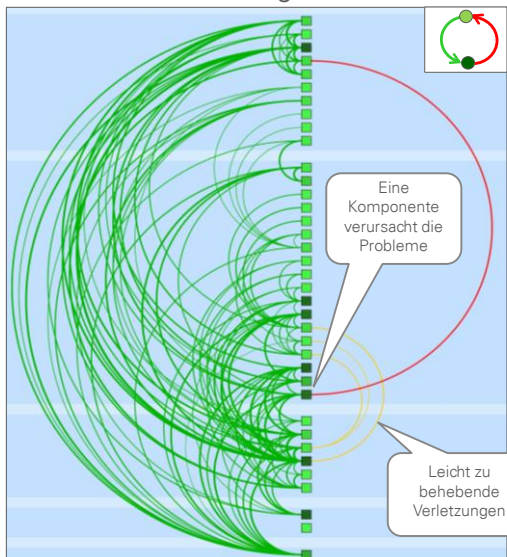 Eine
Komponente
verursacht die
Probleme
Leicht zu
behebende
Verletzungen